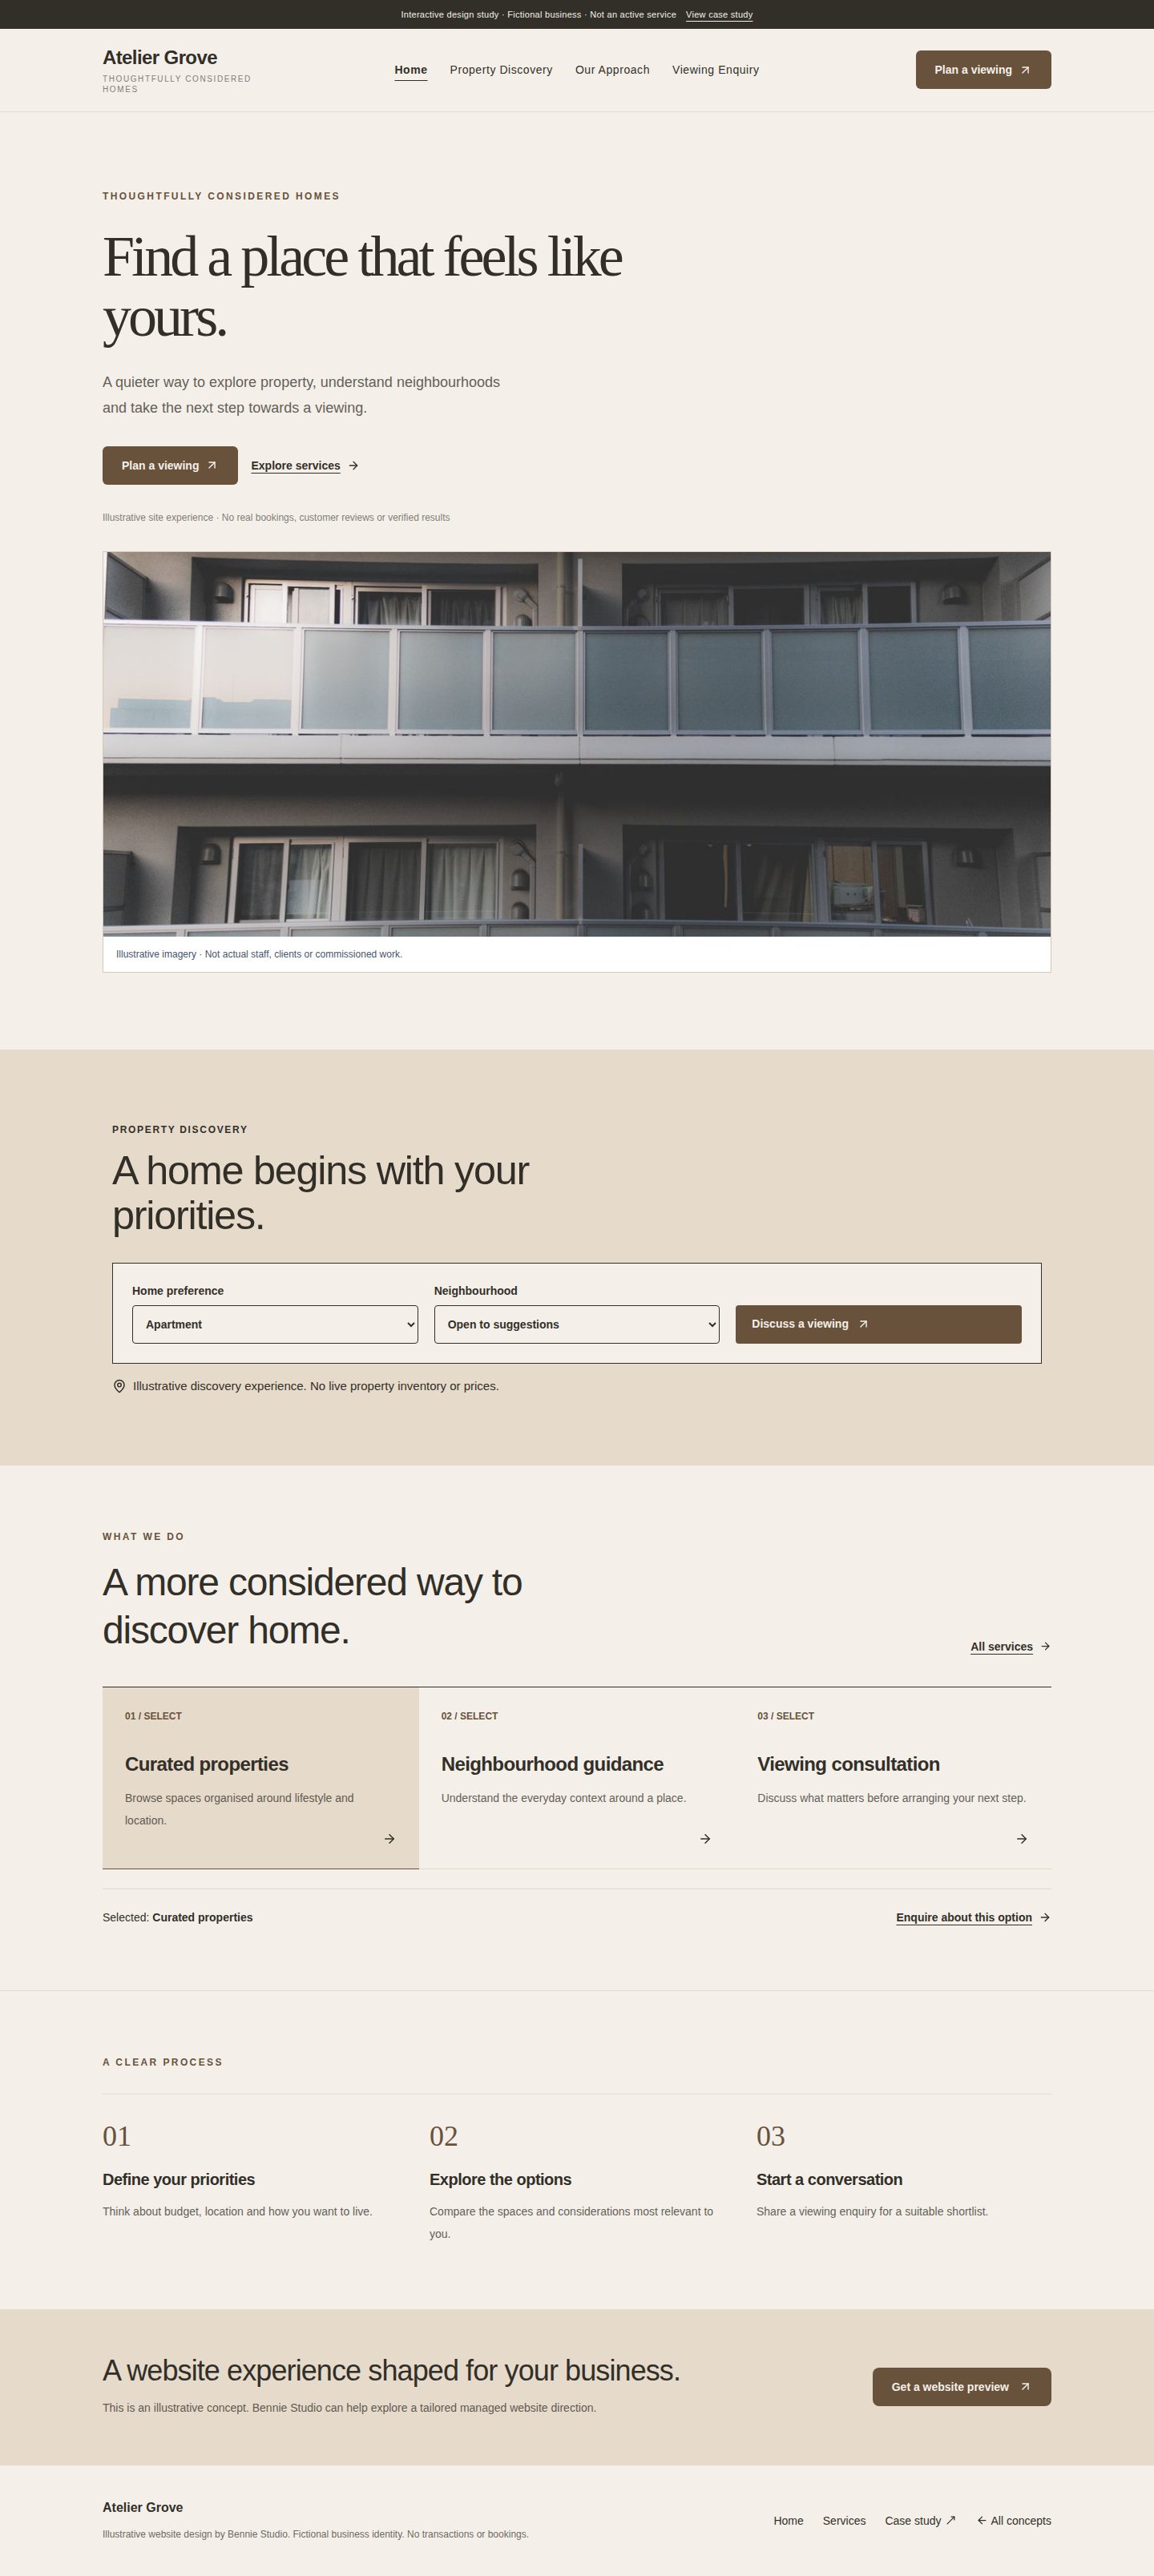 Interactive design study · Fictional business · Not an active service View case study
Atelier Grove
THOUGHTFULLY CONSIDERED
HOMES
Home Property Discovery Our Approach Viewing Enquiry
Plan a viewing
THOUGHTFULLY CONSIDERED HOMES
Find a place that feels like
yours.
A quieter way to explore property, understand neighbourhoods
and take the next step towards a viewing.
Plan a viewing Explore services
Illustrative site experience · No real bookings, customer reviews or verified results
Illustrative imagery · Not actual staff, clients or commissioned work.
PROPERTY DISCOVERY
A home begins with your
priorities.
Home preference Neighbourhood
Apartment Open to suggestions Discuss a viewing
Illustrative discovery experience. No live property inventory or prices.
WHAT WE DO
A more considered way to
discover home.
All services
01 / SELECT
Curated properties
Browse spaces organised around lifestyle and
location.
02 / SELECT
Neighbourhood guidance
Understand the everyday context around a place.
03 / SELECT
Viewing consultation
Discuss what matters before arranging your next step.
Selected: Curated properties
Enquire about this option
A CLEAR PROCESS
01
Define your priorities
Think about budget, location and how you want to live.
02
Explore the options
Compare the spaces and considerations most relevant to
you.
03
Start a conversation
Share a viewing enquiry for a suitable shortlist.
A website experience shaped for your business.
This is an illustrative concept. Bennie Studio can help explore a tailored managed website direction.
Get a website preview
Atelier Grove
Illustrative website design by Bennie Studio. Fictional business identity. No transactions or bookings.
Home Services Case study All concepts